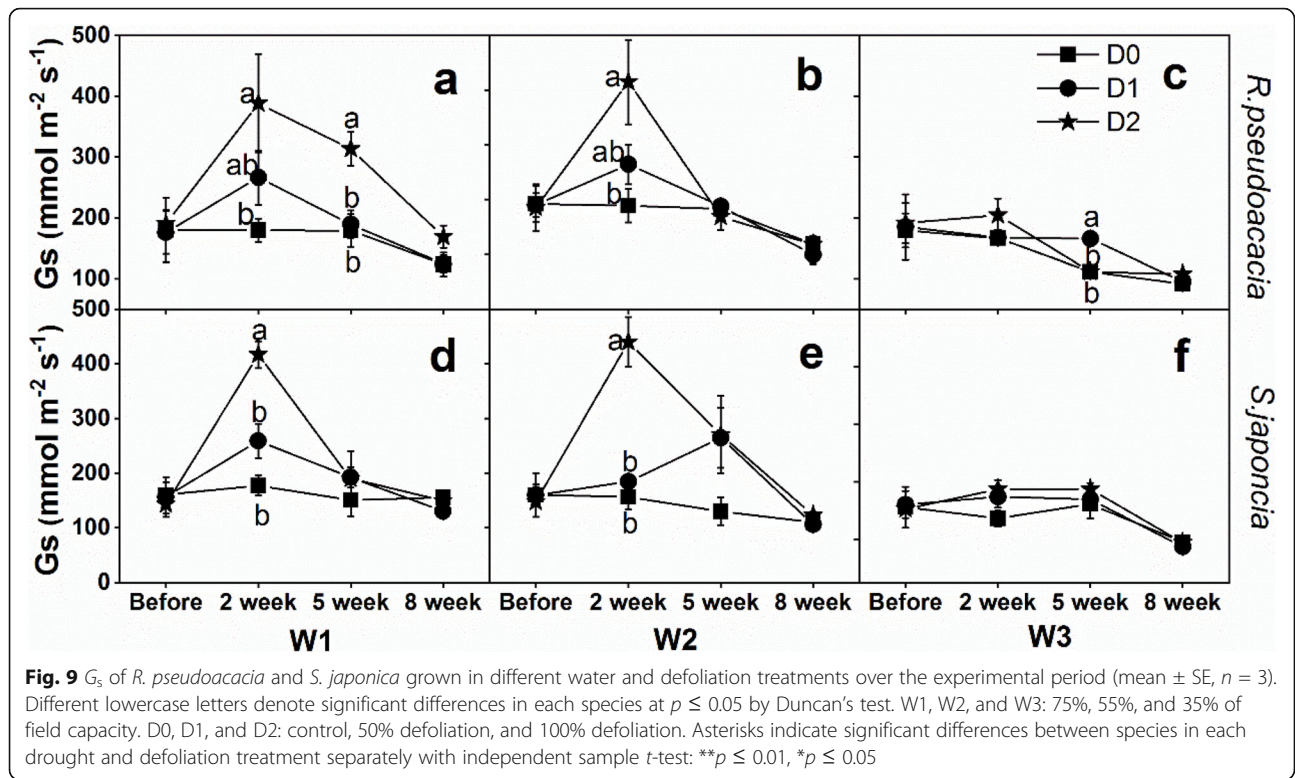 500
400
300
200
100
Gs (mmol m⁻² s⁻¹)
a
a
ab
b
a
b
b
b
a
ab
b
c
D0
D1
D2
a
b
b
R.pseudoacacia
500
400
300
200
100
0
Gs (mmol m⁻² s⁻¹)
d
a
b
b
e
a
b
b
f
S.japoncia
Before 2 week 5 week 8 week Before 2 week 5 week 8 week Before 2 week 5 week 8 week
W1 W2 W3
Fig. 9 Gₛ of R. pseudoacacia and S. japonica grown in different water and defoliation treatments over the experimental period (mean ± SE, n = 3).
Different lowercase letters denote significant differences in each species at p ≤ 0.05 by Duncan’s test. W1, W2, and W3: 75%, 55%, and 35% of
field capacity. D0, D1, and D2: control, 50% defoliation, and 100% defoliation. Asterisks indicate significant differences between species in each
drought and defoliation treatment separately with independent sample t-test: **p ≤ 0.01, *p ≤ 0.05